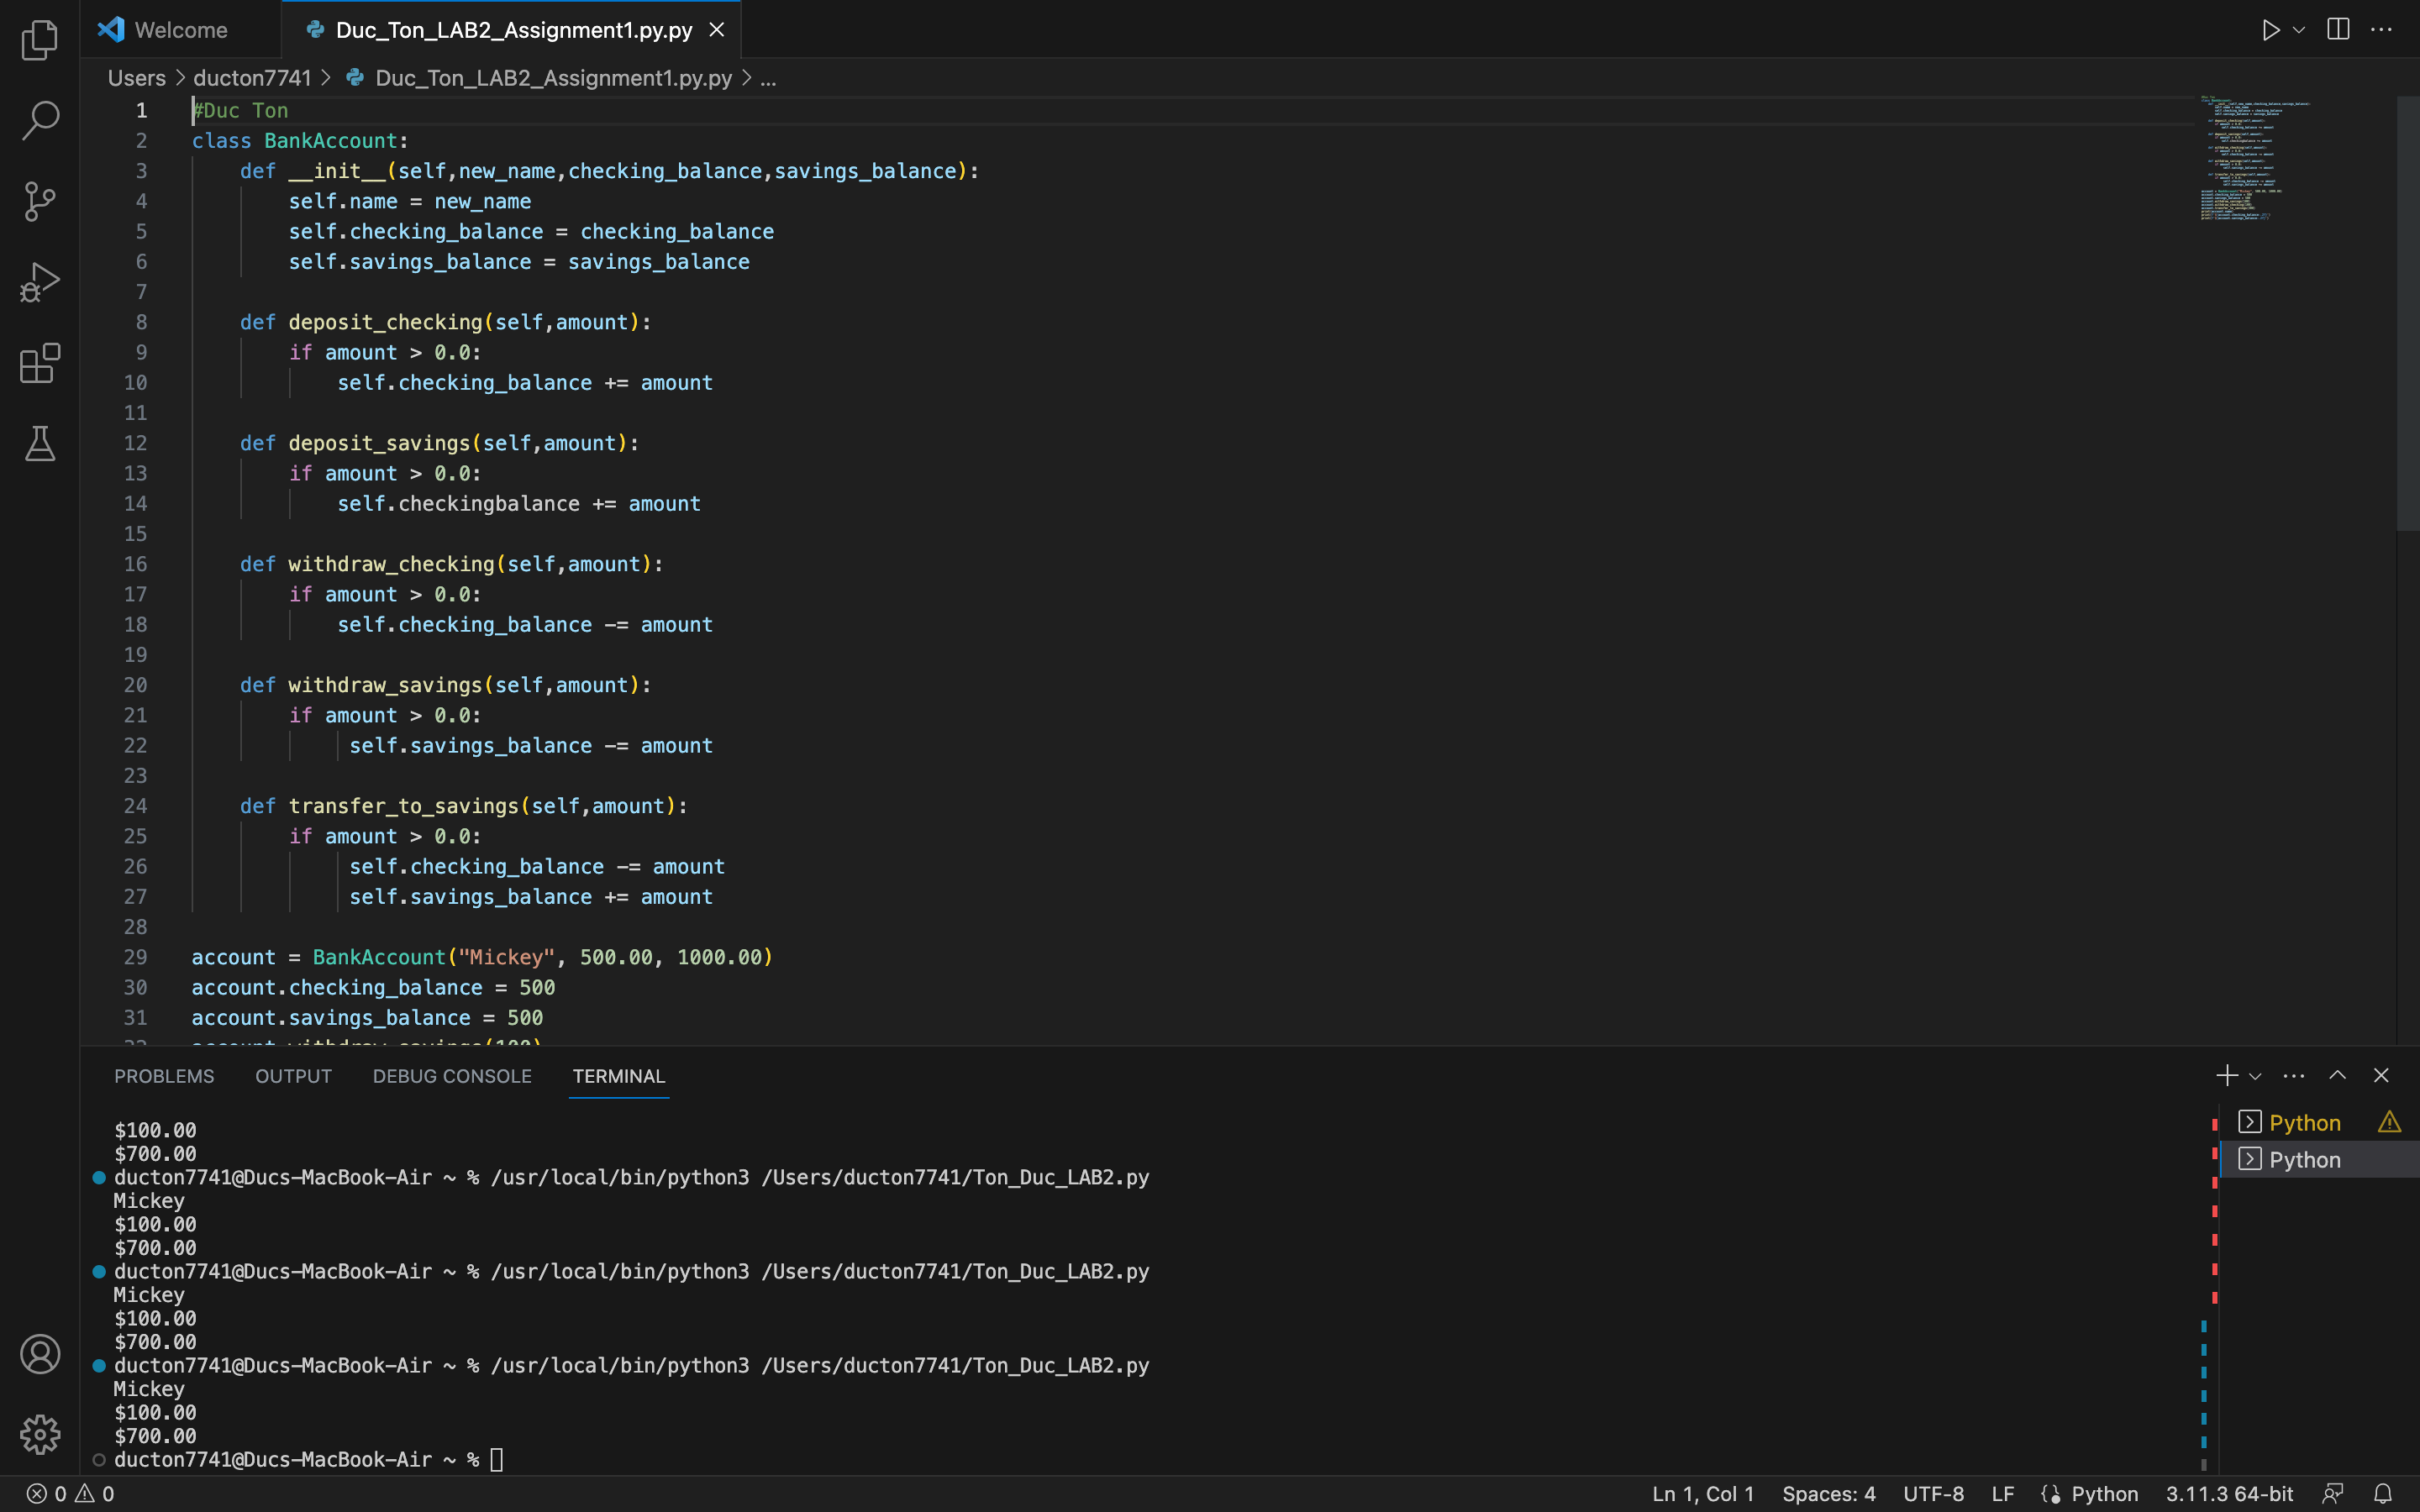 Welcome
Duc_Ton_LAB2_Assignment1.py.py
Users > ducton7741 > Duc_Ton_LAB2_Assignment1.py.py > ...
1 #Duc Ton
2 class BankAccount:
3     def __init__(self,new_name,checking_balance,savings_balance):
4         self.name = new_name
5         self.checking_balance = checking_balance
6         self.savings_balance = savings_balance
7
8     def deposit_checking(self,amount):
9         if amount > 0.0:
10             self.checking_balance += amount
11
12     def deposit_savings(self,amount):
13         if amount > 0.0:
14             self.checkingbalance += amount
15
16     def withdraw_checking(self,amount):
17         if amount > 0.0:
18             self.checking_balance -= amount
19
20     def withdraw_savings(self,amount):
21         if amount > 0.0:
22              self.savings_balance -= amount
23
24     def transfer_to_savings(self,amount):
25         if amount > 0.0:
26              self.checking_balance -= amount
27              self.savings_balance += amount
28
29 account = BankAccount("Mickey", 500.00, 1000.00)
30 account.checking_balance = 500
31 account.savings_balance = 500
32 account.withdraw_savings(100)
PROBLEMS OUTPUT DEBUG CONSOLE TERMINAL
$100.00
$700.00
ducton7741@Ducs-MacBook-Air ~ % /usr/local/bin/python3 /Users/ducton7741/Ton_Duc_LAB2.py
Mickey
$100.00
$700.00
ducton7741@Ducs-MacBook-Air ~ % /usr/local/bin/python3 /Users/ducton7741/Ton_Duc_LAB2.py
Mickey
$100.00
$700.00
ducton7741@Ducs-MacBook-Air ~ % /usr/local/bin/python3 /Users/ducton7741/Ton_Duc_LAB2.py
Mickey
$100.00
$700.00
ducton7741@Ducs-MacBook-Air ~ %
Python
Python
0 0
Ln 1, Col 1 Spaces: 4 UTF-8 LF Python 3.11.3 64-bit